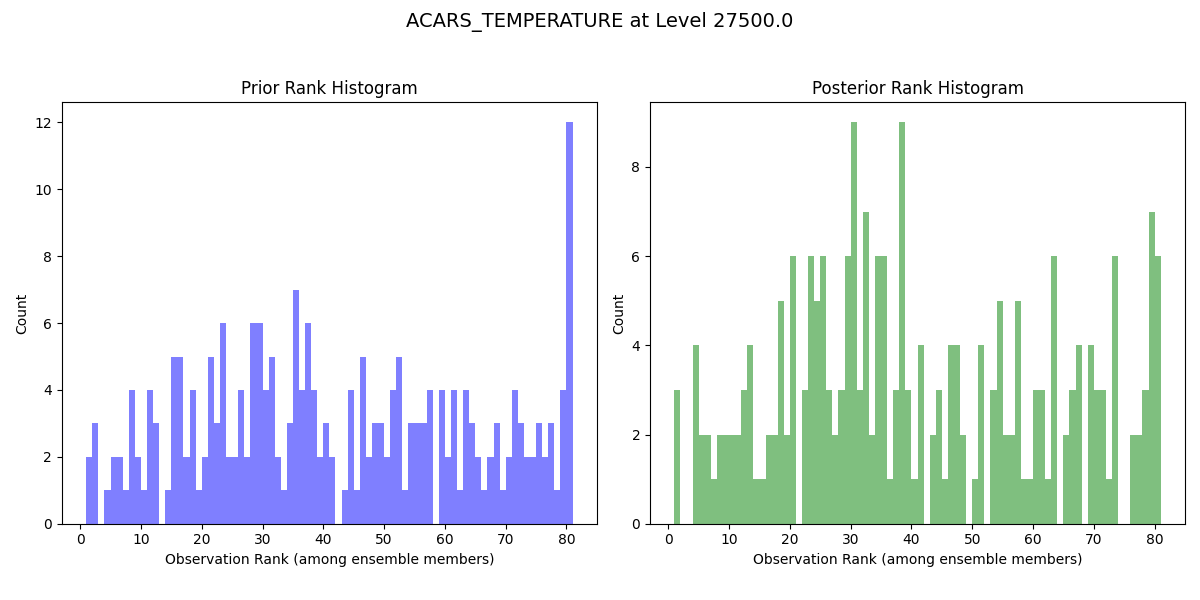 ACARS_TEMPERATURE at Level 27500.0
Prior Rank Histogram
Posterior Rank Histogram
Count
12
10
8
6
4
2
0
0 10 20 30 40 50 60 70 80
Observation Rank (among ensemble members)
Count
8
6
4
2
0
0 10 20 30 40 50 60 70 80
Observation Rank (among ensemble members)